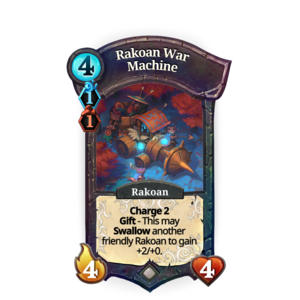 Rakoan War
Machine
4
1
1
Rakoan
Charge 2
Gift - This may
Swallow another
friendly Rakoan to gain
+2/+0.
4
4